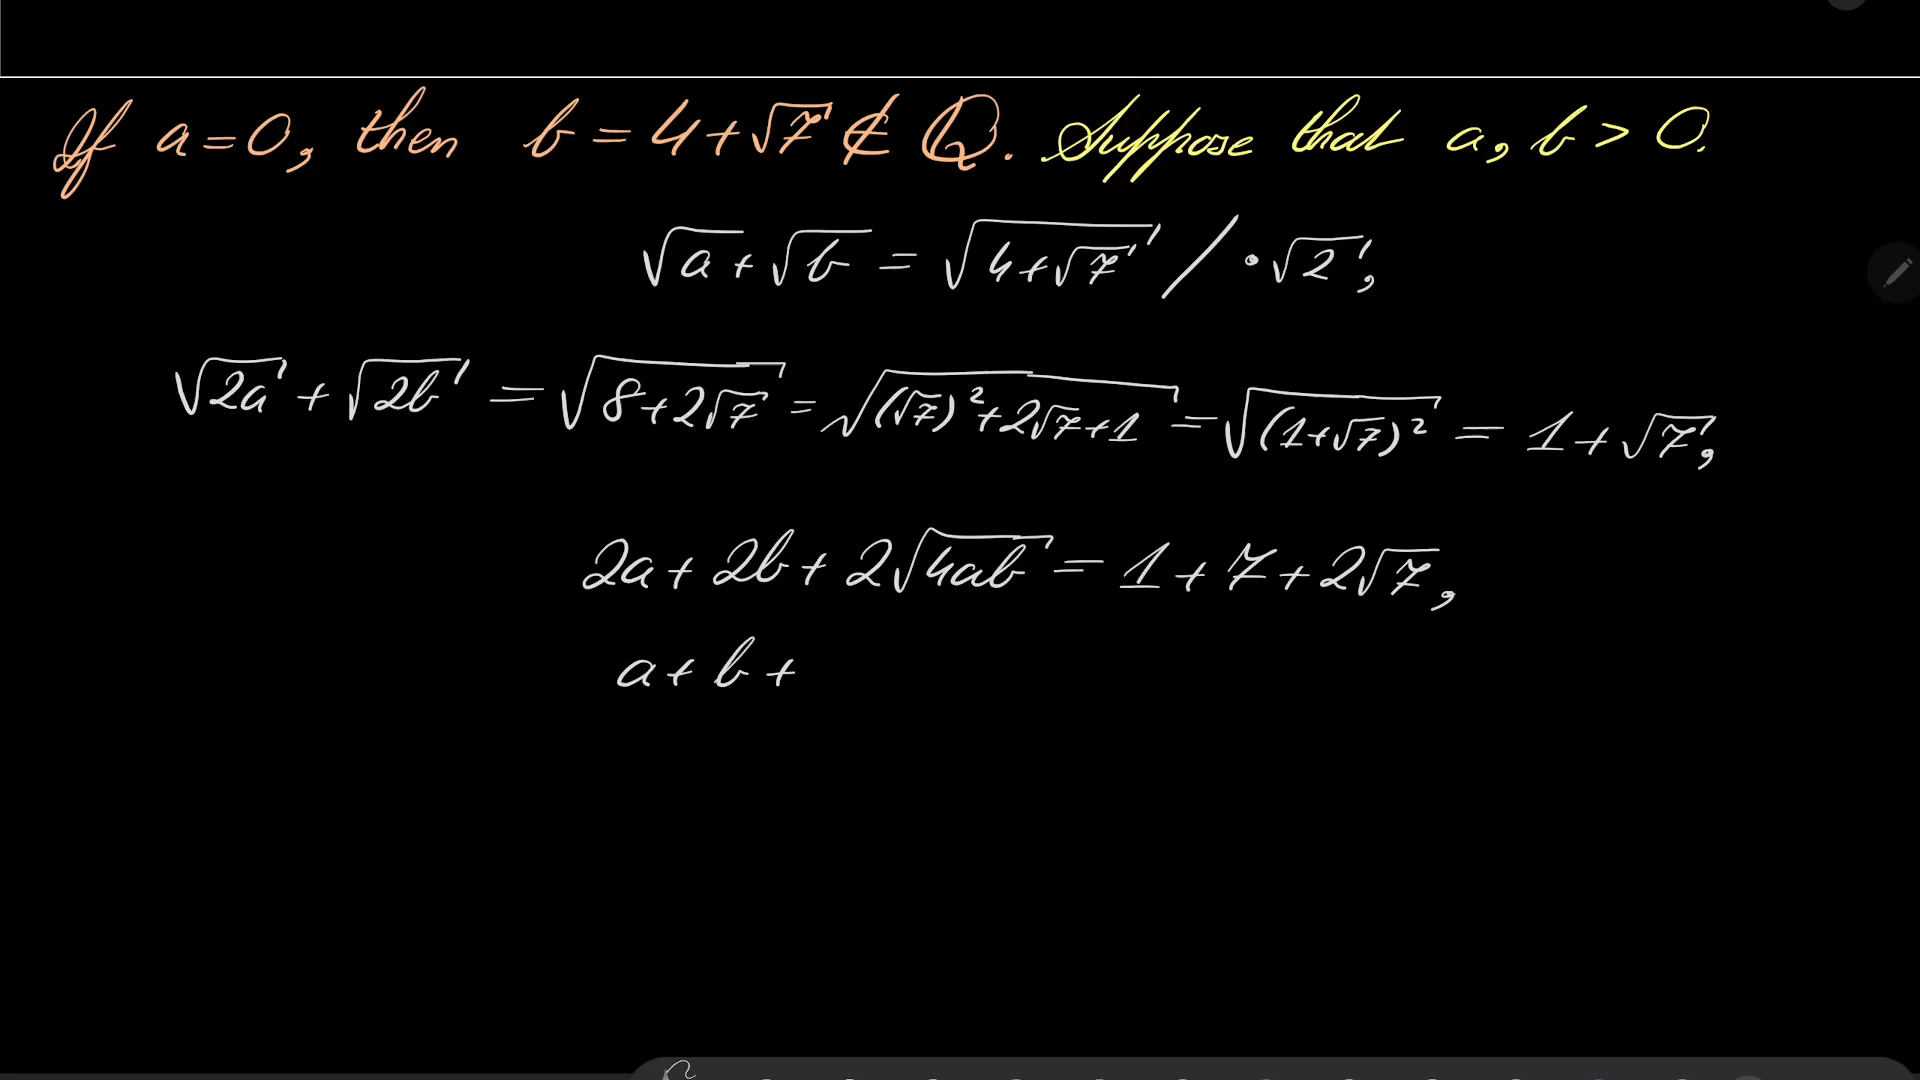 If a = 0, then b = 4 + √7 ∉ ℚ. Suppose that a, b > 0.
√a + √b = √(4+√7) / · √2,
√(2a) + √(2b) = √(8+2√7) = √((√7)²+2√7+1) = √((1+√7)²) = 1 + √7,
2a + 2b + 2√(4ab) = 1 + 7 + 2√7,
a + b +